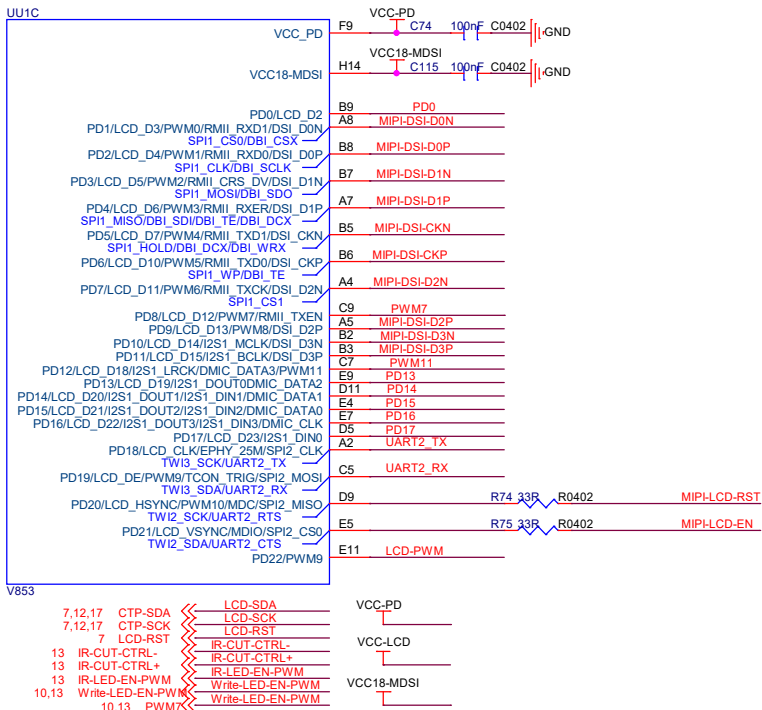 UU1C
VCC_PD F9 VCC-PD C74 100nF C0402 GND
VCC18-MDSI H14 VCC18-MDSI C115 100nF C0402 GND
PD0/LCD_D2 B9 PD0
PD1/LCD_D3/PWM0/RMII_RXD1/DSI_D0N A8 MIPI-DSI-D0N
SPI1_CS0/DBI_CSX
PD2/LCD_D4/PWM1/RMII_RXD0/DSI_D0P B8 MIPI-DSI-D0P
SPI1_CLK/DBI_SCLK
PD3/LCD_D5/PWM2/RMII_CRS_DV/DSI_D1N B7 MIPI-DSI-D1N
SPI1_MOSI/DBI_SDO
PD4/LCD_D6/PWM3/RMII_RXER/DSI_D1P A7 MIPI-DSI-D1P
SPI1_MISO/DBI_SDI/DBI_TE/DBI_DCX
PD5/LCD_D7/PWM4/RMII_TXD1/DSI_CKN B5 MIPI-DSI-CKN
SPI1_HOLD/DBI_DCX/DBI_WRX
PD6/LCD_D10/PWM5/RMII_TXD0/DSI_CKP B6 MIPI-DSI-CKP
SPI1_WP/DBI_TE
PD7/LCD_D11/PWM6/RMII_TXCK/DSI_D2N A4 MIPI-DSI-D2N
SPI1_CS1
PD8/LCD_D12/PWM7/RMII_TXEN C9 PWM7
PD9/LCD_D13/PWM8/DSI_D2P A5 MIPI-DSI-D2P
PD10/LCD_D14/I2S1_MCLK/DSI_D3N B2 MIPI-DSI-D3N
PD11/LCD_D15/I2S1_BCLK/DSI_D3P B3 MIPI-DSI-D3P
PD12/LCD_D18/I2S1_LRCK/DMIC_DATA3/PWM11 C7 PWM11
PD13/LCD_D19/I2S1_DOUT0DMIC_DATA2 E9 PD13
PD14/LCD_D20/I2S1_DOUT1/I2S1_DIN1/DMIC_DATA1 D11 PD14
PD15/LCD_D21/I2S1_DOUT2/I2S1_DIN2/DMIC_DATA0 E4 PD15
PD16/LCD_D22/I2S1_DOUT3/I2S1_DIN3/DMIC_CLK E7 PD16
PD17/LCD_D23/I2S1_DIN0 D5 PD17
PD18/LCD_CLK/EPHY_25M/SPI2_CLK A2 UART2_TX
TWI3_SCK/UART2_TX
PD19/LCD_DE/PWM9/TCON_TRIG/SPI2_MOSI C5 UART2_RX
TWI3_SDA/UART2_RX
PD20/LCD_HSYNC/PWM10/MDC/SPI2_MISO D9 R74 33R R0402 MIPI-LCD-RST
TWI2_SCK/UART2_RTS
PD21/LCD_VSYNC/MDIO/SPI2_CS0 E5 R75 33R R0402 MIPI-LCD-EN
TWI2_SDA/UART2_CTS
PD22/PWM9 E11 LCD-PWM
V853
7,12,17 CTP-SDA LCD-SDA VCC-PD
7,12,17 CTP-SCK LCD-SCK
7 LCD-RST LCD-RST
13 IR-CUT-CTRL- IR-CUT-CTRL- VCC-LCD
13 IR-CUT-CTRL+ IR-CUT-CTRL+
13 IR-LED-EN-PWM IR-LED-EN-PWM
10,13 Write-LED-EN-PWM Write-LED-EN-PWM VCC18-MDSI
10,13 PWM7 Write-LED-EN-PWM